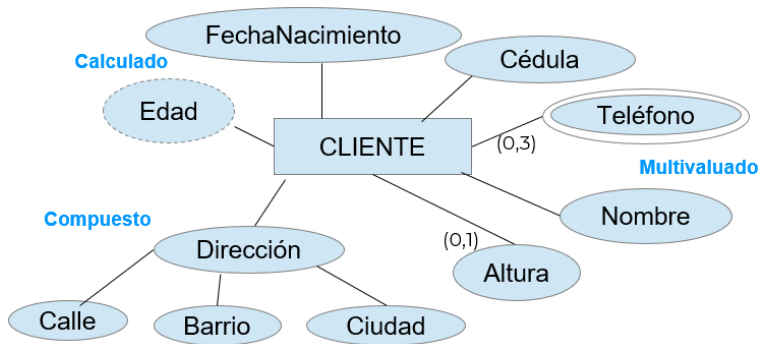 FechaNacimiento
Calculado
Cédula
Edad
Teléfono
CLIENTE
(0,3)
Multivaluado
Compuesto
Nombre
Dirección
(0,1)
Altura
Calle
Barrio
Ciudad